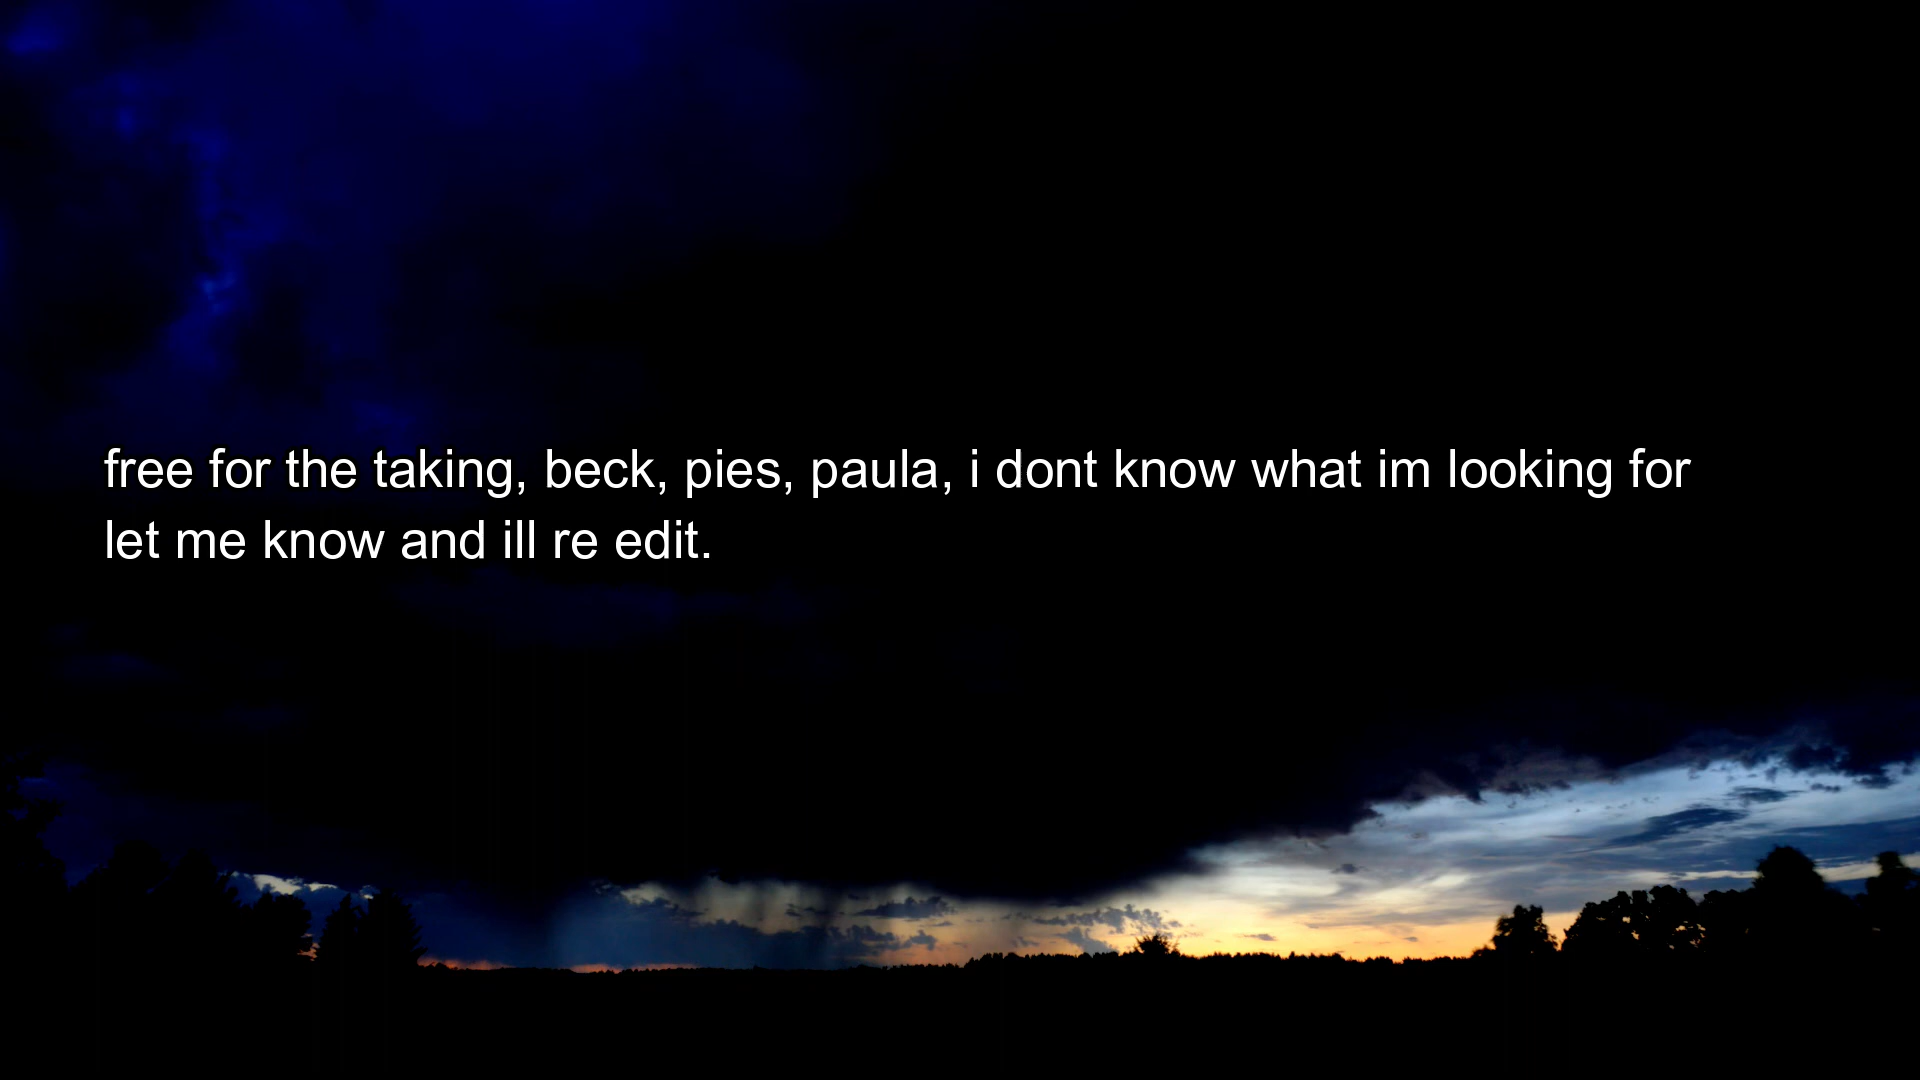 free for the taking, beck, pies, paula, i dont know what im looking for
let me know and ill re edit.